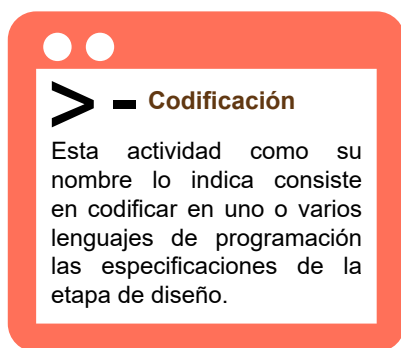 > - Codificación
Esta actividad como su
nombre lo indica consiste
en codificar en uno o varios
lenguajes de programación
las especificaciones de la
etapa de diseño.